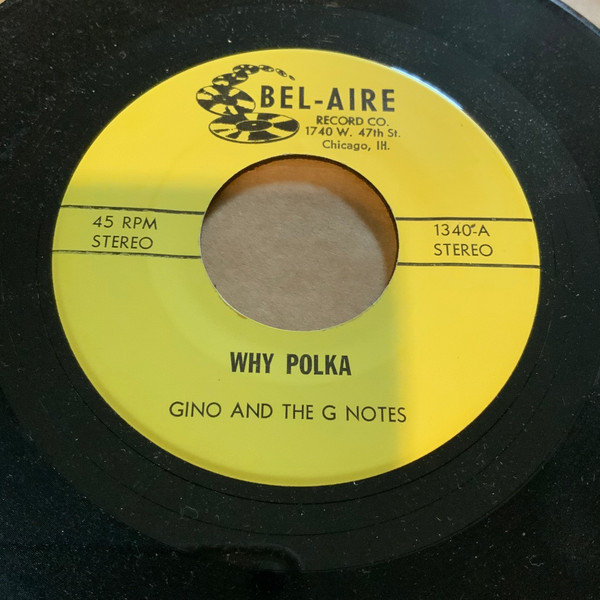 BEL-AIRE
RECORD CO.
1740 W. 47th St.
Chicago, Ill.
45 RPM
STEREO
1340-A
STEREO
WHY POLKA
GINO AND THE G NOTES